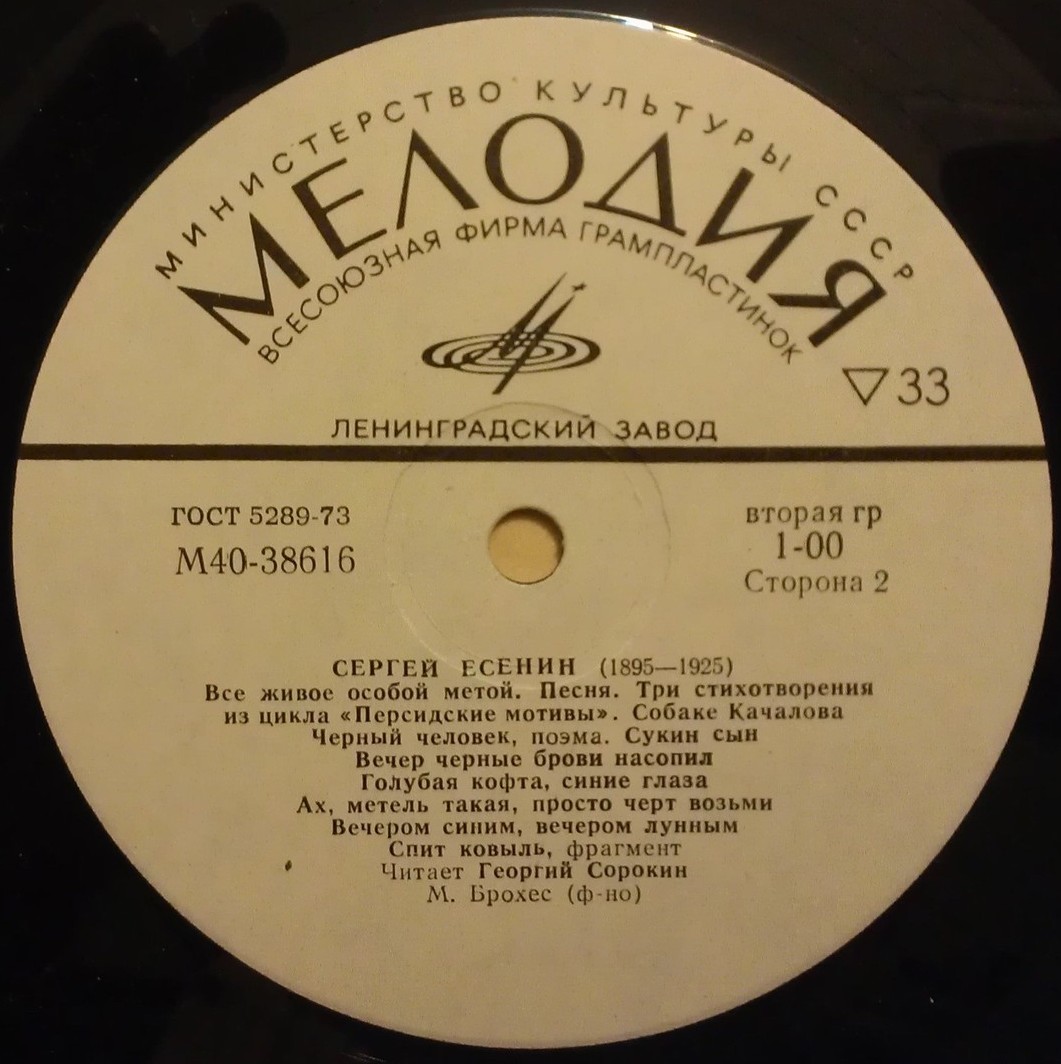 МИНИСТЕРСТВО КУЛЬТУРЫ СССР
МЕЛОДИЯ
ВСЕСОЮЗНАЯ ФИРМА ГРАМПЛАСТИНОК
▽ 33
ЛЕНИНГРАДСКИЙ ЗАВОД
ГОСТ 5289-73
М40-38616
вторая гр
1-00
Сторона 2
СЕРГЕЙ ЕСЕНИН (1895—1925)
Все живое особой метой. Песня. Три стихотворения
из цикла «Персидские мотивы». Собаке Качалова
Черный человек, поэма. Сукин сын
Вечер черные брови насопил
Голубая кофта, синие глаза
Ах, метель такая, просто черт возьми
Вечером синим, вечером лунным
Спит ковыль, фрагмент
Читает Георгий Сорокин
М. Брохес (ф-но)